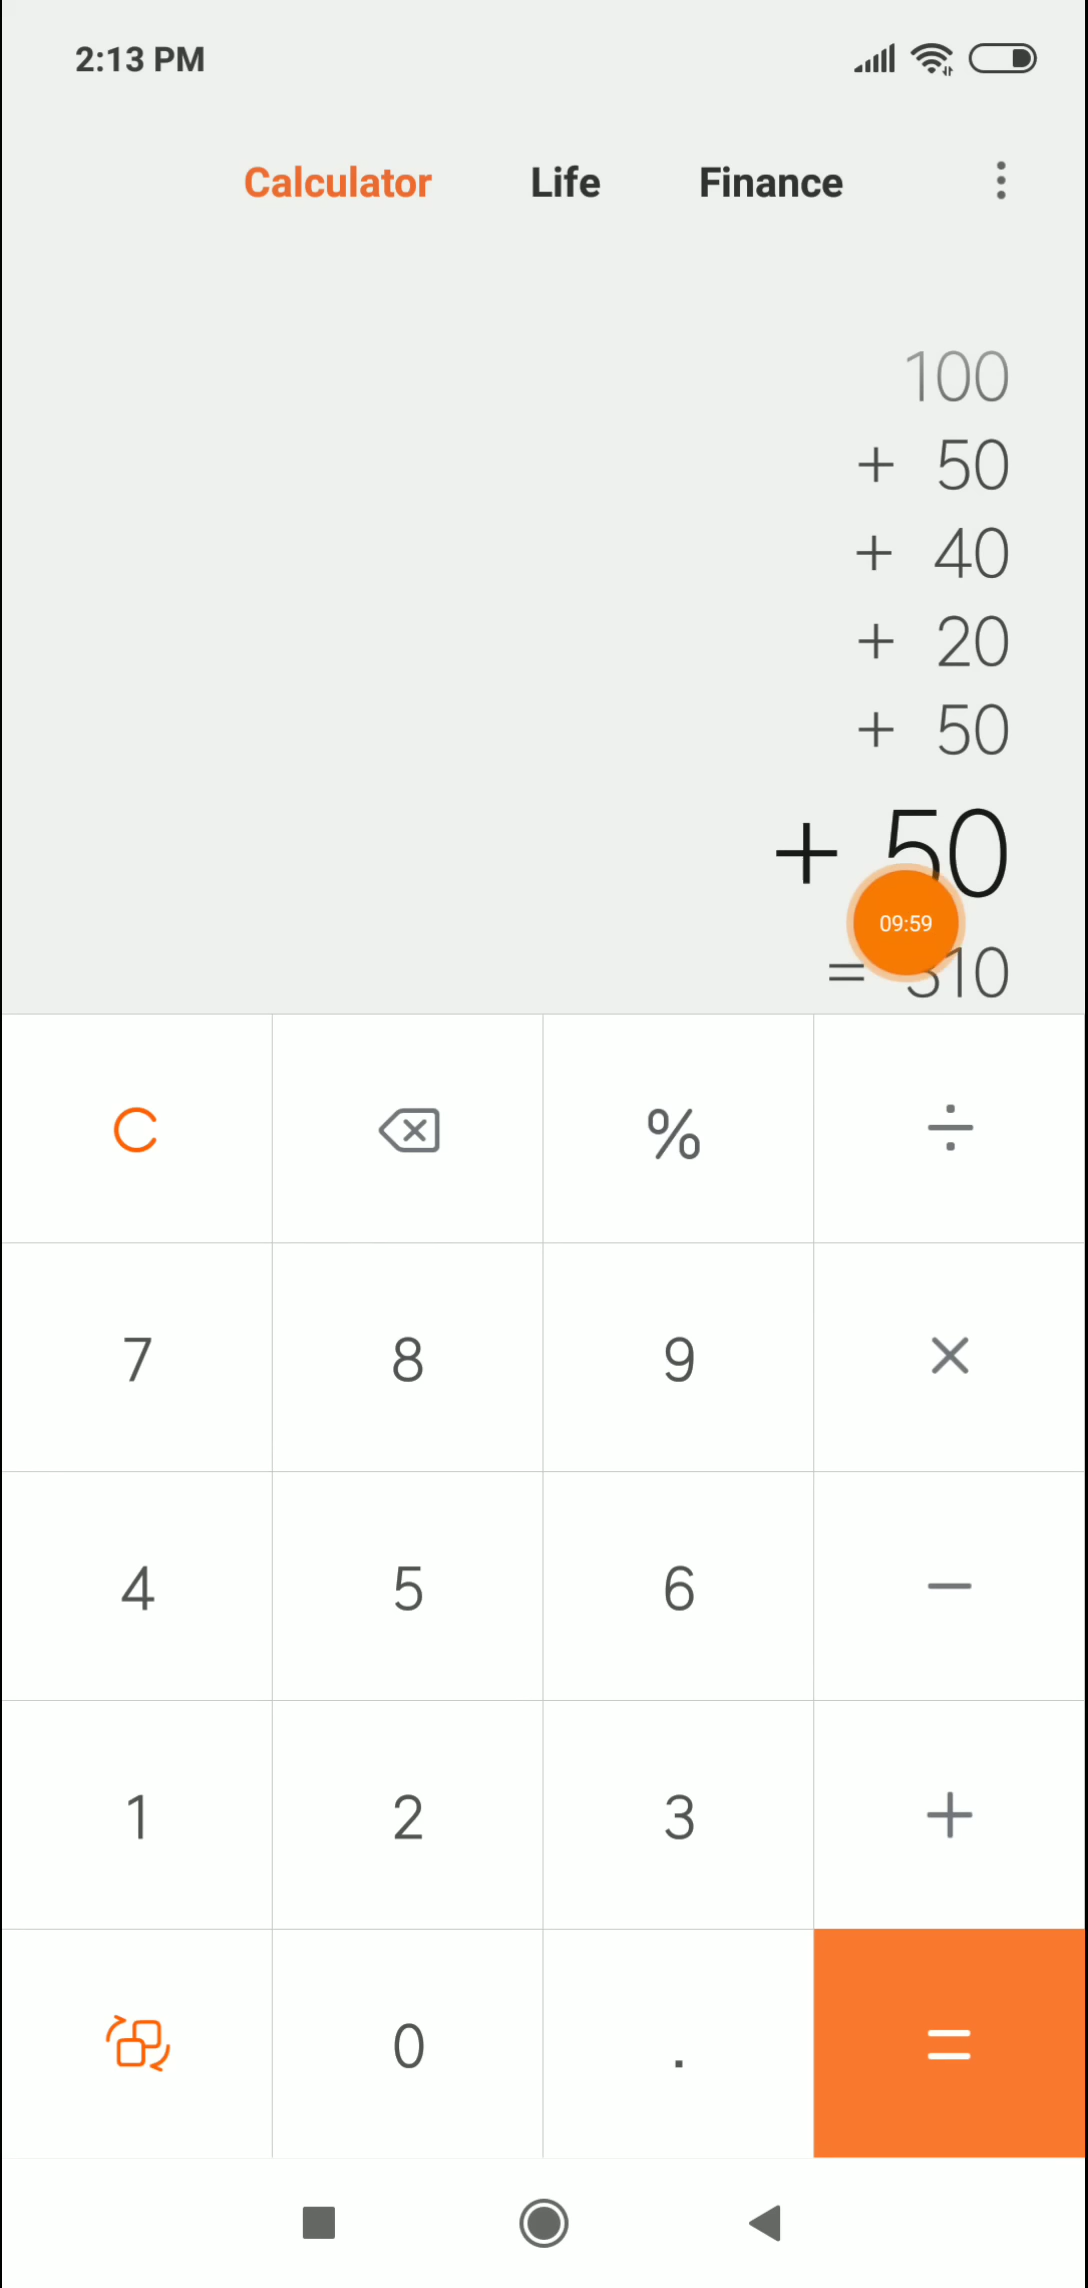 2:13 PM
Calculator Life Finance
100
+ 50
+ 40
+ 20
+ 50
+ 50
09:59
= 310
C % ÷
7 8 9 ×
4 5 6 −
1 2 3 +
0 . =